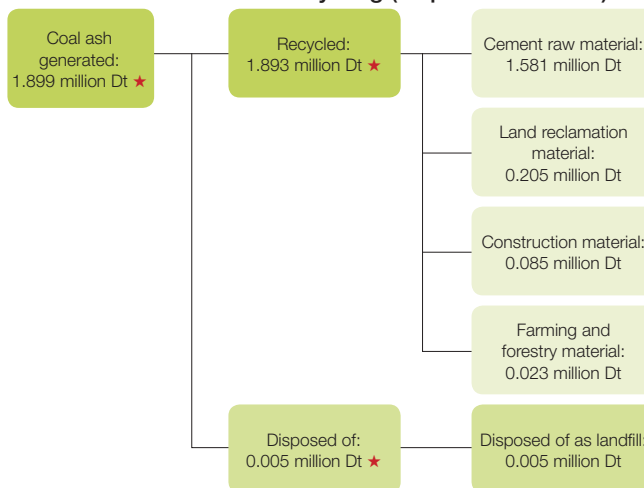 Coal ash
generated:
1.899 million Dt ★
Recycled:
1.893 million Dt ★
Cement raw material:
1.581 million Dt
Land reclamation
material:
0.205 million Dt
Construction material:
0.085 million Dt
Farming and
forestry material:
0.023 million Dt
Disposed of:
0.005 million Dt ★
Disposed of as landfill:
0.005 million Dt